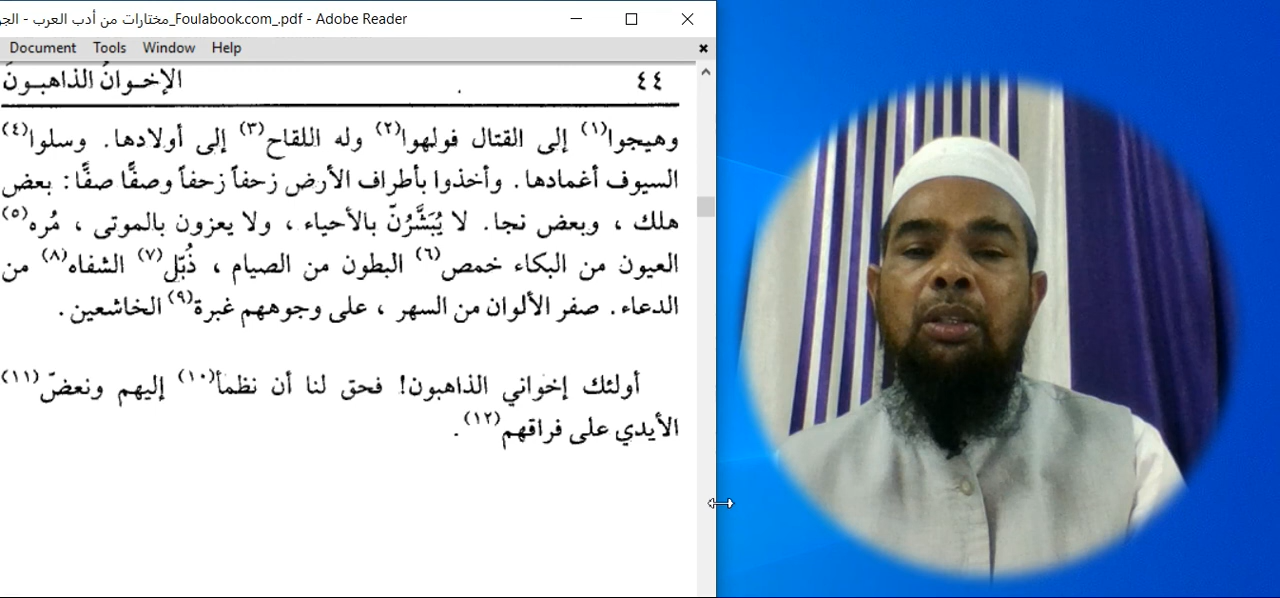 مختارات من أدب العرب - الجز_Foulabook.com_.pdf - Adobe Reader
Document Tools Window Help
٤٤ الإخـوانُ الذاهبـونَ
وهيجوا(١) إلى القتال فولهوا(٢) وله اللقاح(٣) إلى أولادها. وسلوا(٤)
السيوف أغمادها. وأخذوا بأطراف الأرض زحفاً زحفاً وصفًّا صفًّا: بعض
هلك، وبعض نجا. لا يُبَشَّرُنّ بالأحياء، ولا يعزون بالموتى، مُره(٥)
العيون من البكاء خمص(٦) البطون من الصيام، ذُبّل(٧) الشفاه(٨) من
الدعاء. صفر الألوان من السهر، على وجوههم غبرة(٩) الخاشعين.
أولئك إخواني الذاهبون! فحق لنا أن نظمأ(١٠) إليهم ونعضّ(١١)
الأيدي على فراقهم(١٢).